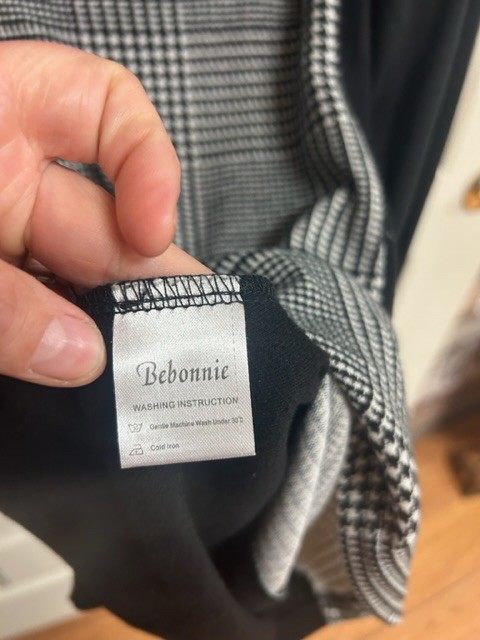 Bebonnie
WASHING INSTRUCTION
Gentle Machine Wash Under 30℃
Cold Iron